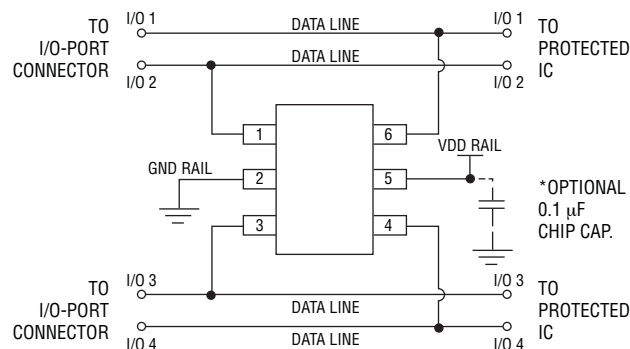 TO
I/O-PORT
CONNECTOR
I/O 1
DATA LINE
I/O 1
TO
PROTECTED
IC
I/O 2
DATA LINE
I/O 2
1
6
GND RAIL
2
5
VDD RAIL
3
4
*OPTIONAL
0.1 μF
CHIP CAP.
TO
I/O-PORT
CONNECTOR
I/O 3
DATA LINE
I/O 3
TO
PROTECTED
IC
I/O 4
DATA LINE
I/O 4